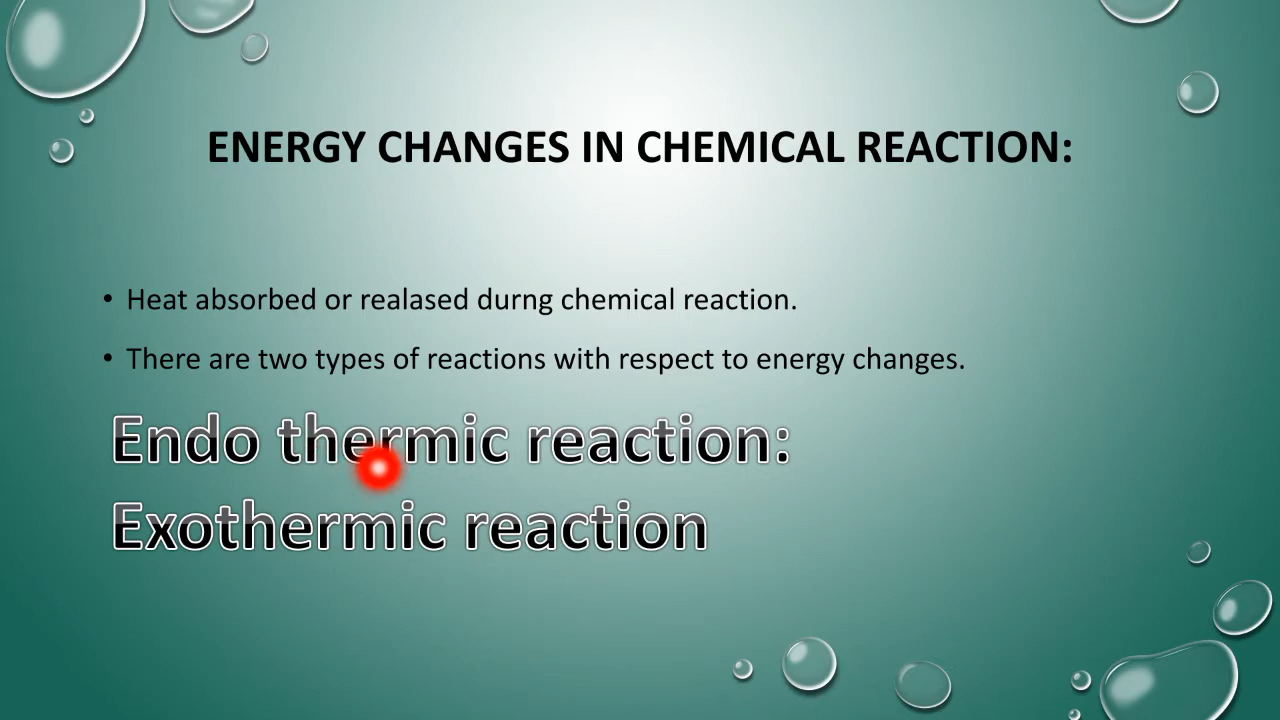 ENERGY CHANGES IN CHEMICAL REACTION:
• Heat absorbed or realased durng chemical reaction.
• There are two types of reactions with respect to energy changes.
Endo thermic reaction:
Exothermic reaction